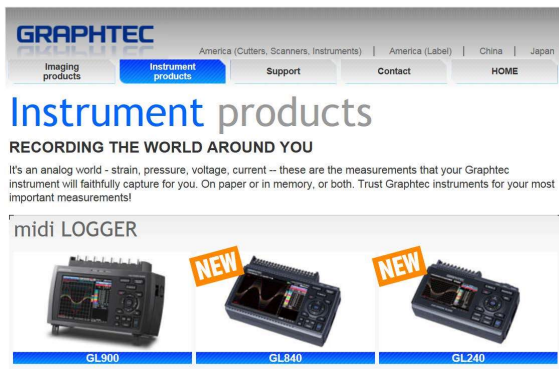 GRAPHTEC
America (Cutters, Scanners, Instruments) | America (Label) | China | Japan
Imaging products
Instrument products
Support
Contact
HOME
Instrument products
RECORDING THE WORLD AROUND YOU
It's an analog world - strain, pressure, voltage, current -- these are the measurements that your Graphtec
instrument will faithfully capture for you. On paper or in memory, or both. Trust Graphtec instruments for your most
important measurements!
midi LOGGER
NEW
NEW
GL900
GL840
GL240